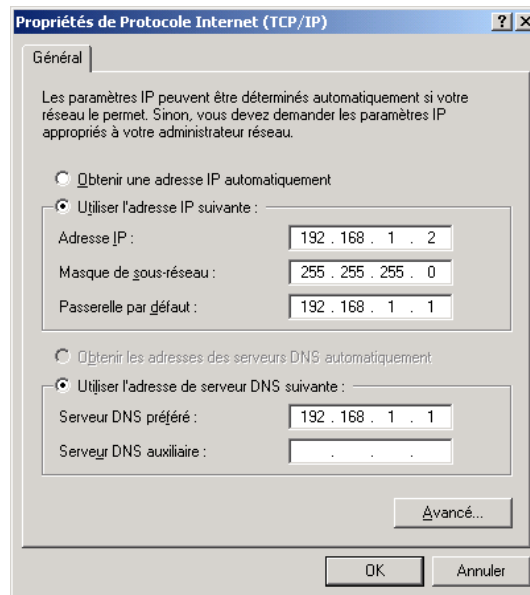 Propriétés de Protocole Internet (TCP/IP)
Général
Les paramètres IP peuvent être déterminés automatiquement si votre
réseau le permet. Sinon, vous devez demander les paramètres IP
appropriés à votre administrateur réseau.
Obtenir une adresse IP automatiquement
Utiliser l'adresse IP suivante :
Adresse IP : 192 . 168 . 1 . 2
Masque de sous-réseau : 255 . 255 . 255 . 0
Passerelle par défaut : 192 . 168 . 1 . 1
Obtenir les adresses des serveurs DNS automatiquement
Utiliser l'adresse de serveur DNS suivante :
Serveur DNS préféré : 192 . 168 . 1 . 1
Serveur DNS auxiliaire : . . .
Avancé...
OK Annuler